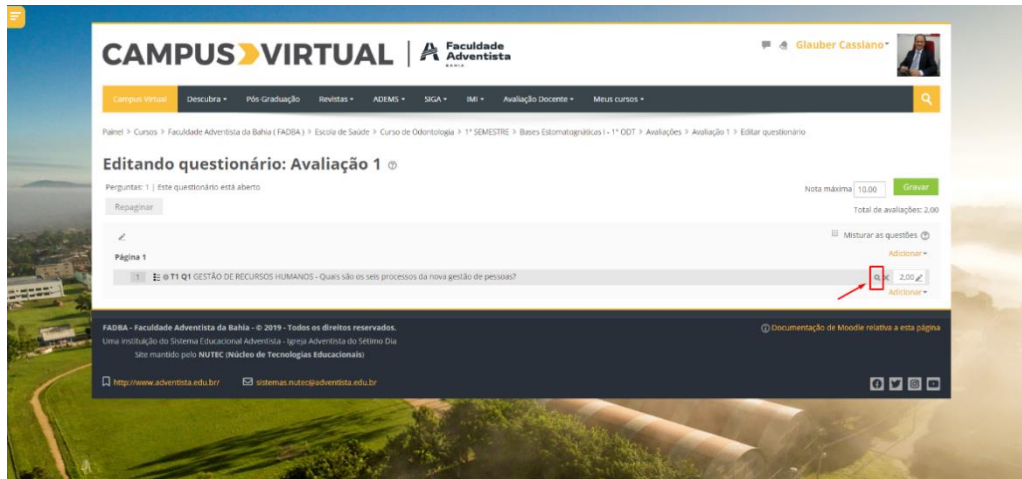 CAMPUS VIRTUAL
Faculdade
Adventista
BAHIA
Glauber Cassiano
Campus Virtual
Descubra
Pós-Graduação
Revistas
ADEMS
SIGA
IMI
Avaliação Docente
Meus cursos
Painel > Cursos > Faculdade Adventista da Bahia ( FADBA ) > Escola de Saúde > Curso de Odontologia > 1º SEMESTRE > Bases Estomatognáticas I - 1º ODT > Avaliações > Avaliação 1 > Editar questionário
Editando questionário: Avaliação 1
Perguntas: 1 | Este questionário está aberto
Nota máxima 10.00 Gravar
Repaginar
Total de avaliações: 2,00
Misturar as questões
Página 1
Adicionar
1 T1 Q1 GESTÃO DE RECURSOS HUMANOS - Quais são os seis processos da nova gestão de pessoas?
2,00
Adicionar
FADBA - Faculdade Adventista da Bahia - © 2019 - Todos os direitos reservados.
Documentação de Moodle relativa a esta página
Uma instituição do Sistema Educacional Adventista - Igreja Adventista do Sétimo Dia
Site mantido pelo NUTEC (Núcleo de Tecnologias Educacionais)
http://www.adventista.edu.br/
sistemas.nutec@adventista.edu.br